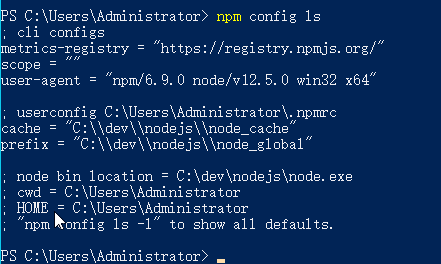 PS C:\Users\Administrator> npm config ls
; cli configs
metrics-registry = "https://registry.npmjs.org/"
scope = ""
user-agent = "npm/6.9.0 node/v12.5.0 win32 x64"
; userconfig C:\Users\Administrator\.npmrc
cache = "C:\\dev\\nodejs\\node_cache"
prefix = "C:\\dev\\nodejs\\node_global"
; node bin location = C:\dev\nodejs\node.exe
; cwd = C:\Users\Administrator
; HOME = C:\Users\Administrator
; "npm config ls -l" to show all defaults.
PS C:\Users\Administrator>